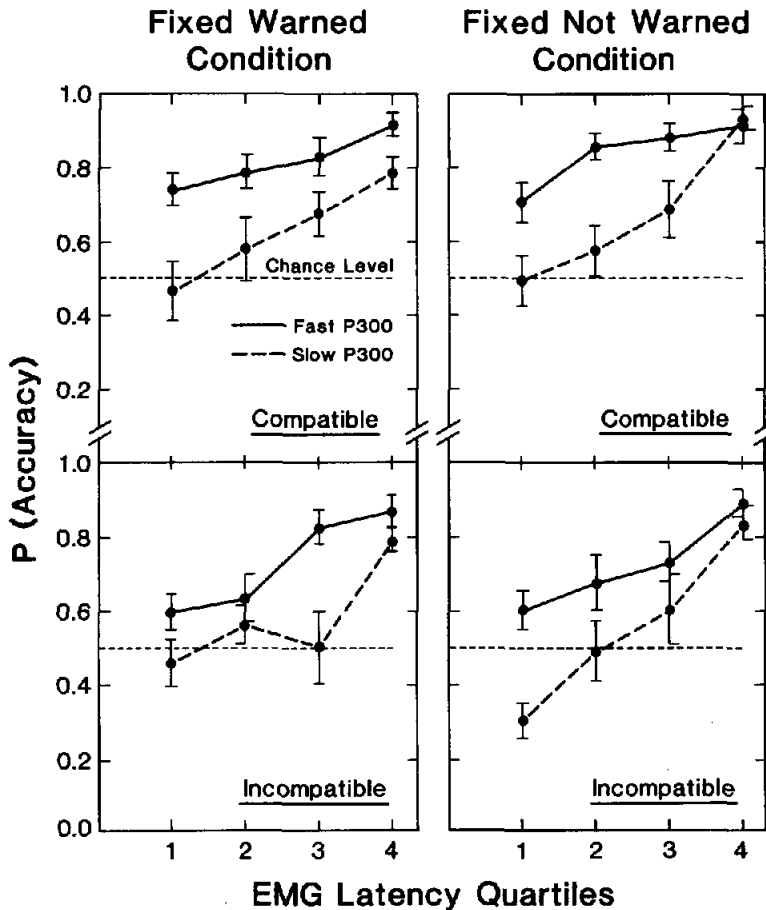 Fixed Warned
Condition
Fixed Not Warned
Condition
1.0
0.8
0.6
0.4
0.2
Chance Level
Fast P300
Slow P300
Compatible
Compatible
P (Accuracy)
1.0
0.8
0.6
0.4
0.2
0.0
Incompatible
Incompatible
1 2 3 4
1 2 3 4
EMG Latency Quartiles